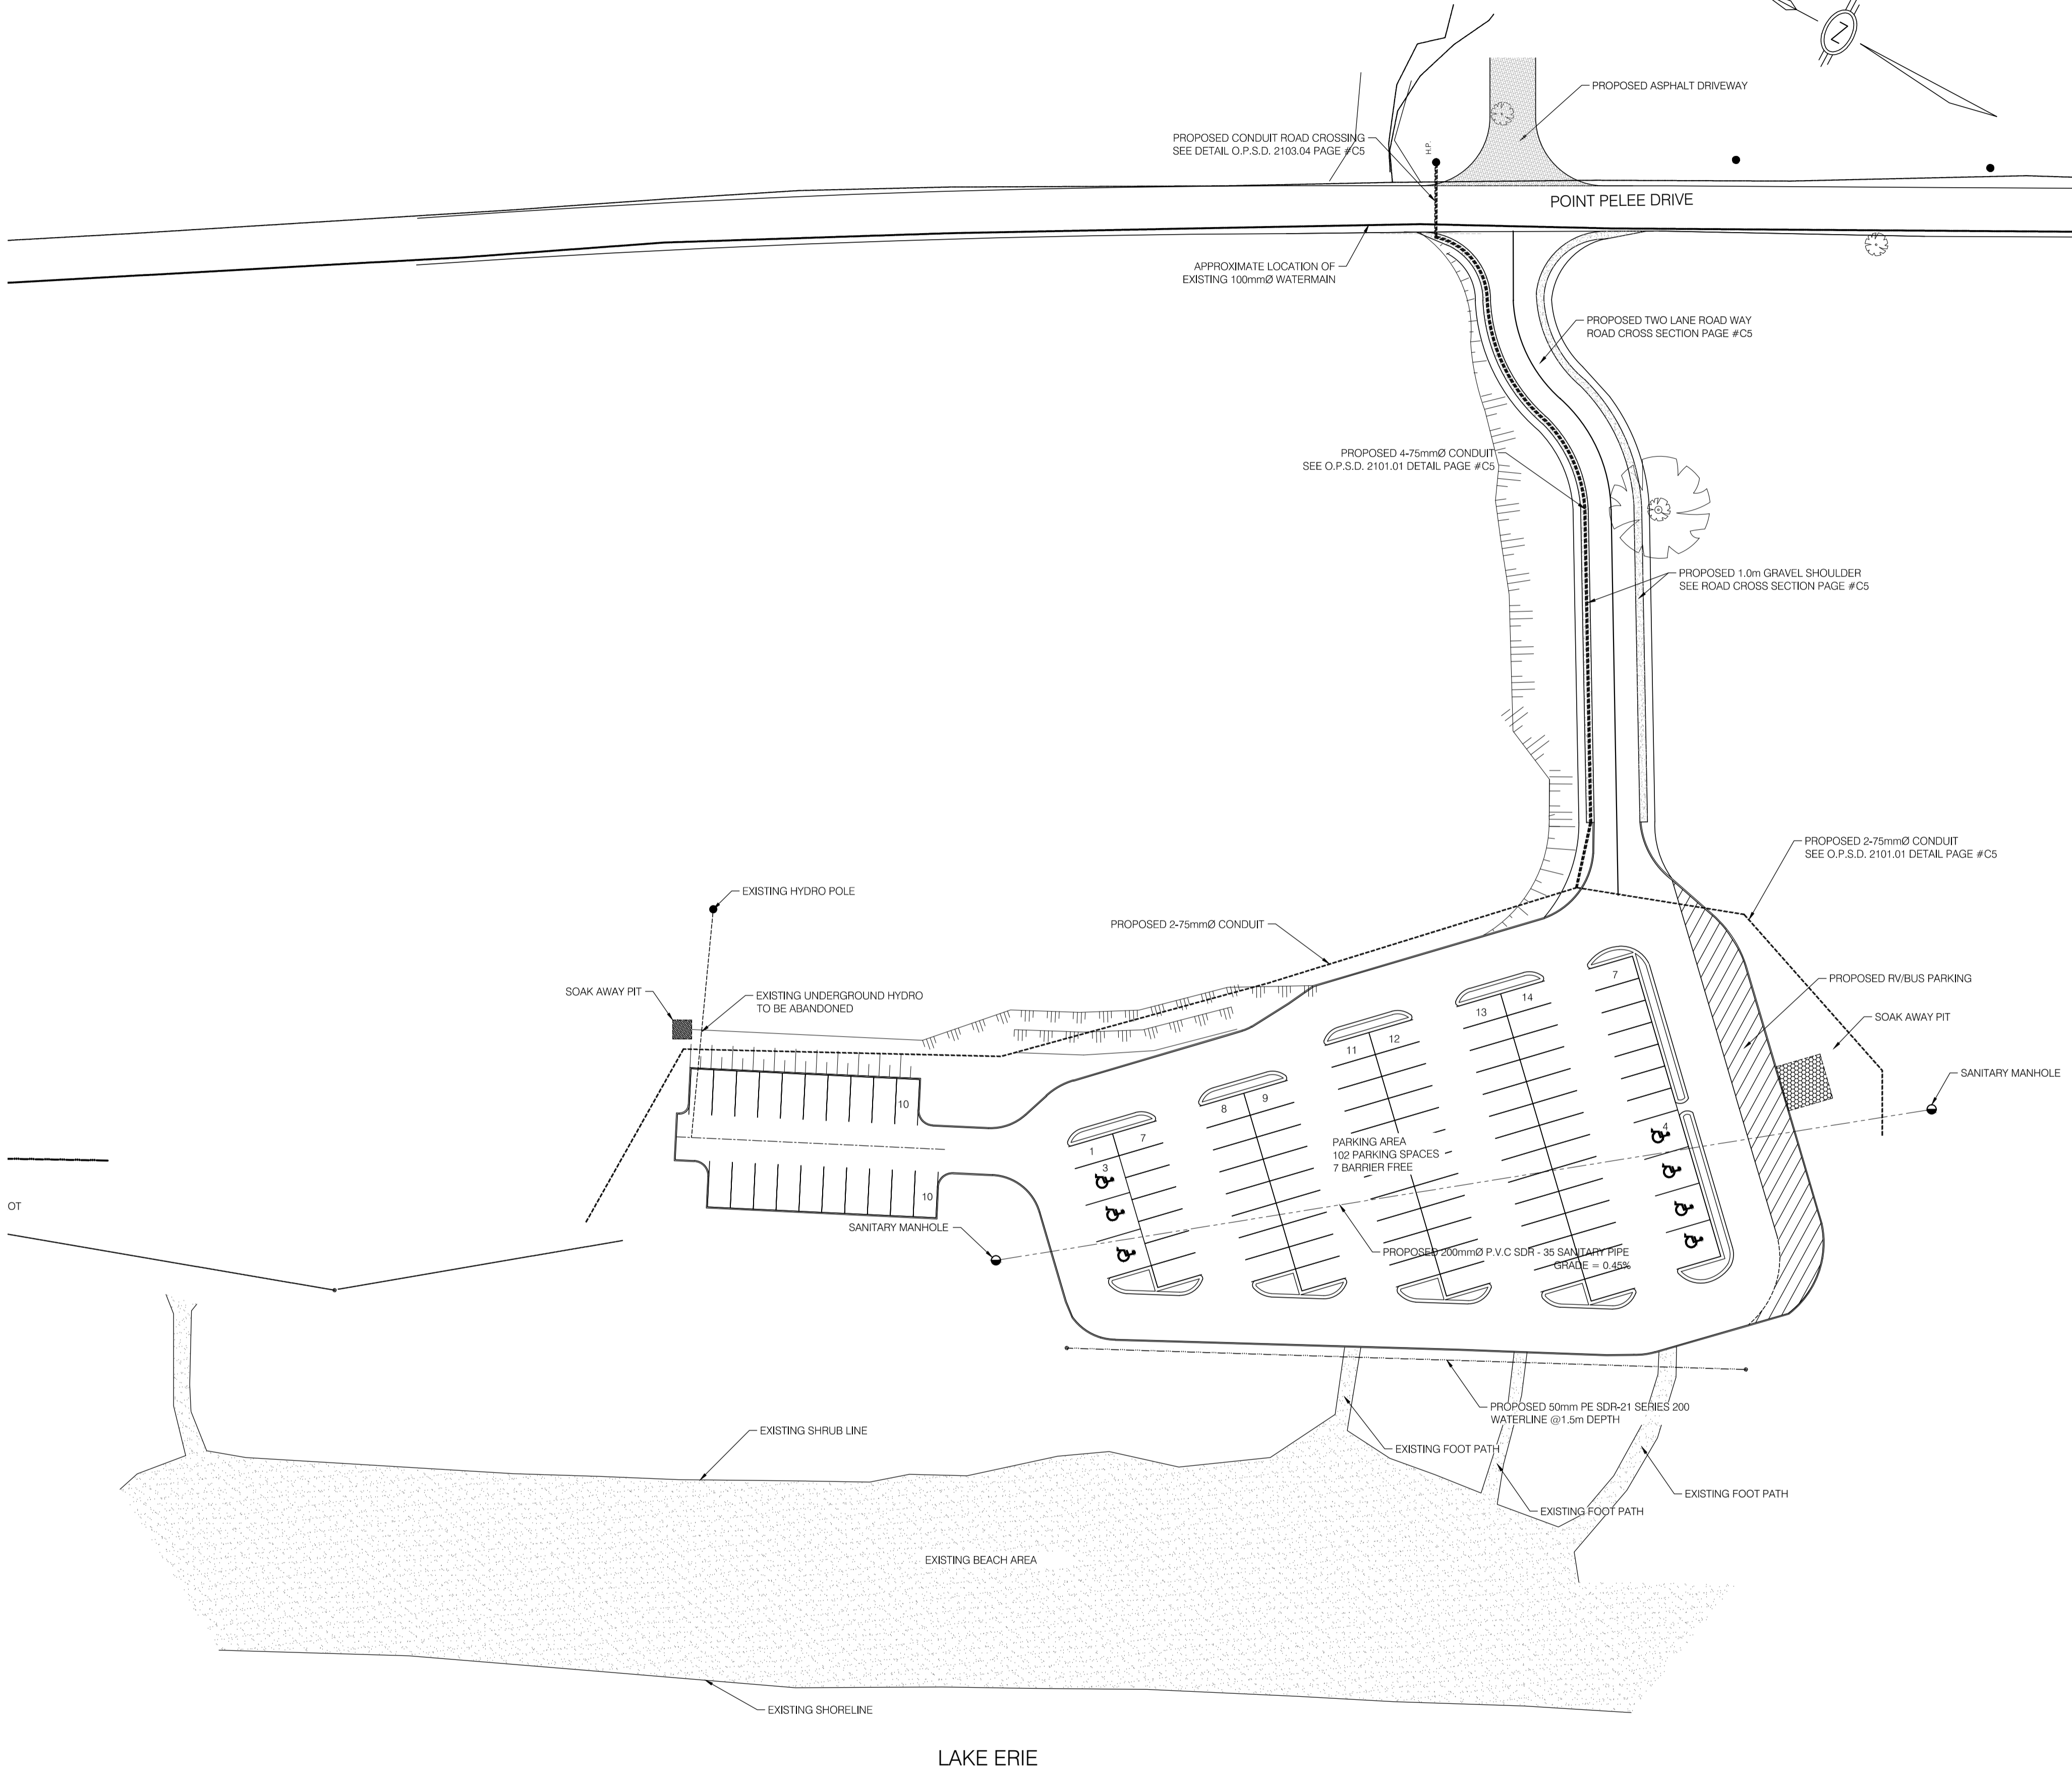 Z
PROPOSED ASPHALT DRIVEWAY
PROPOSED CONDUIT ROAD CROSSING
SEE DETAIL O.P.S.D. 2103.04 PAGE #C5
H.P.
POINT PELEE DRIVE
APPROXIMATE LOCATION OF
EXISTING 100mmØ WATERMAIN
PROPOSED TWO LANE ROAD WAY
ROAD CROSS SECTION PAGE #C5
PROPOSED 4-75mmØ CONDUIT
SEE O.P.S.D. 2101.01 DETAIL PAGE #C5
PROPOSED 1.0m GRAVEL SHOULDER
SEE ROAD CROSS SECTION PAGE #C5
PROPOSED 2-75mmØ CONDUIT
SEE O.P.S.D. 2101.01 DETAIL PAGE #C5
EXISTING HYDRO POLE
PROPOSED 2-75mmØ CONDUIT
SOAK AWAY PIT
EXISTING UNDERGROUND HYDRO
TO BE ABANDONED
PROPOSED RV/BUS PARKING
SOAK AWAY PIT
SANITARY MANHOLE
7
14
13
12
11
9
8
7
1
3
4
10
10
PARKING AREA
102 PARKING SPACES
7 BARRIER FREE
OT
SANITARY MANHOLE
PROPOSED 200mmØ P.V.C SDR - 35 SANITARY PIPE
GRADE = 0.45%
PROPOSED 50mm PE SDR-21 SERIES 200
WATERLINE @1.5m DEPTH
EXISTING SHRUB LINE
EXISTING FOOT PATH
EXISTING FOOT PATH
EXISTING FOOT PATH
EXISTING BEACH AREA
EXISTING SHORELINE
LAKE ERIE